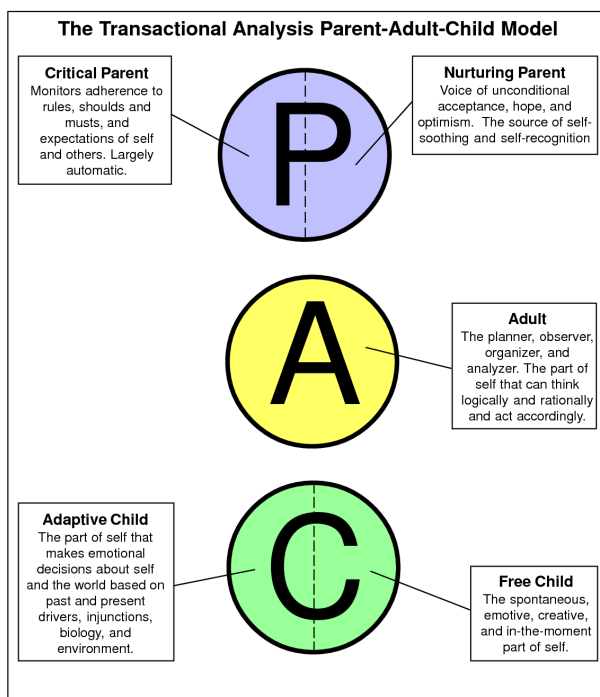 The Transactional Analysis Parent-Adult-Child Model
Critical Parent
Monitors adherence to
rules, shoulds and
musts, and
expectations of self
and others. Largely
automatic.
P
Nurturing Parent
Voice of unconditional
acceptance, hope, and
optimism. The source of self-
soothing and self-recognition
A
Adult
The planner, observer,
organizer, and
analyzer. The part of
self that can think
logically and rationally
and act accordingly.
Adaptive Child
The part of self that
makes emotional
decisions about self
and the world based on
past and present
drivers, injunctions,
biology, and
environment.
C
Free Child
The spontaneous,
emotive, creative,
and in-the-moment
part of self.